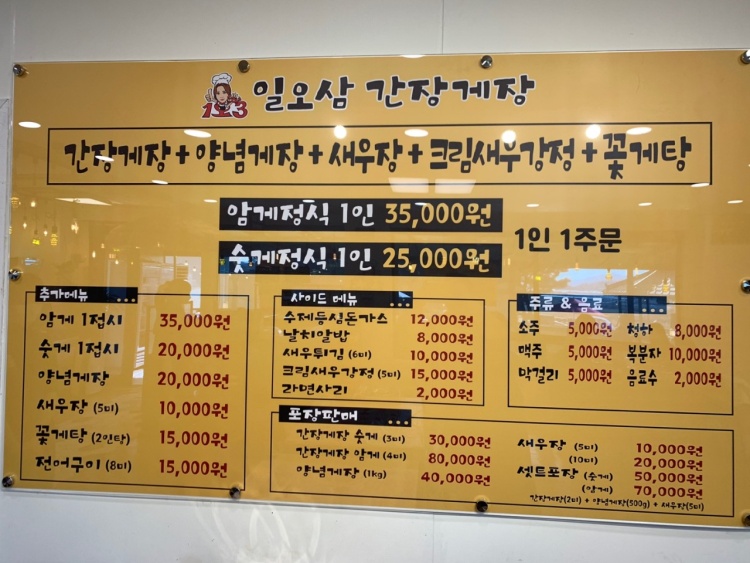 1오3
일오삼 간장게장
간장게장 + 양념게장 + 새우장 + 크림새우강정 + 꽃게탕
암게정식 1인 35,000원
숫게정식 1인 25,000원
1인 1주문
추가메뉴
암게 1접시 35,000원
숫게 1접시 20,000원
양념게장 20,000원
새우장 (5미) 10,000원
꽃게탕 (2인탕) 15,000원
전어구이 (8미) 15,000원
사이드 메뉴
수제등심돈가스 12,000원
날치알밥 8,000원
새우튀김 (6미) 10,000원
크림새우강정 (5미) 15,000원
라면사리 2,000원
주류 & 음료
소주 5,000원 청하 8,000원
맥주 5,000원 복분자 10,000원
막걸리 5,000원 음료수 2,000원
포장판매
간장게장 숫게 (3미) 30,000원
간장게장 암게 (4미) 80,000원
양념게장 (1kg) 40,000원
새우장 (5미) 10,000원
(10미) 20,000원
셋트포장 (숫게) 50,000원
(암게) 70,000원
간장게장(2미) + 양념게장(500g) + 새우장(5미)